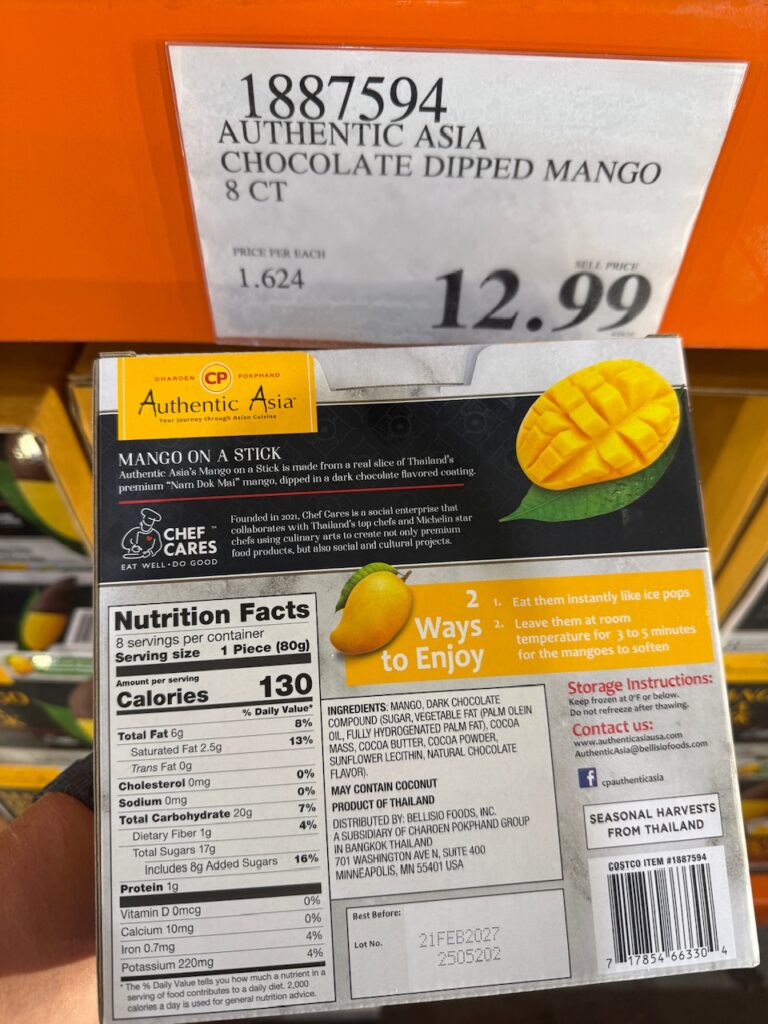 1887594
AUTHENTIC ASIA
CHOCOLATE DIPPED MANGO
8 CT
PRICE PER EACH
1.624
SELL PRICE
12.99
CHAROEN CP POKPHAND
Authentic Asia™
Your Journey through Asian Cuisine
MANGO ON A STICK
Authentic Asia's Mango on a Stick is made from a real slice of Thailand's
premium "Nam Dok Mai" mango, dipped in a dark chocolate flavored coating.
CHEF™
CARES
EAT WELL • DO GOOD
Founded in 2021, Chef Cares is a social enterprise that
collaborates with Thailand's top chefs and Michelin star
chefs using culinary arts to create not only premium
food products, but also social and cultural projects.
2
Ways
to Enjoy
1. Eat them instantly like ice pops
2. Leave them at room
temperature for 3 to 5 minutes
for the mangoes to soften
Nutrition Facts
8 servings per container
Serving size 1 Piece (80g)
Amount per serving
Calories 130
% Daily Value*
Total Fat 6g 8%
Saturated Fat 2.5g 13%
Trans Fat 0g
Cholesterol 0mg 0%
Sodium 0mg 0%
Total Carbohydrate 20g 7%
Dietary Fiber 1g 4%
Total Sugars 17g
Includes 8g Added Sugars 16%
Protein 1g
Vitamin D 0mcg 0%
Calcium 10mg 0%
Iron 0.7mg 4%
Potassium 220mg 4%
* The % Daily Value tells you how much a nutrient in a
serving of food contributes to a daily diet. 2,000
calories a day is used for general nutrition advice.
INGREDIENTS: MANGO, DARK CHOCOLATE
COMPOUND (SUGAR, VEGETABLE FAT (PALM OLEIN
OIL, FULLY HYDROGENATED PALM FAT), COCOA
MASS, COCOA BUTTER, COCOA POWDER,
SUNFLOWER LECITHIN, NATURAL CHOCOLATE
FLAVOR).
MAY CONTAIN COCONUT
PRODUCT OF THAILAND
DISTRIBUTED BY: BELLISIO FOODS, INC.
A SUBSIDIARY OF CHAROEN POKPHAND GROUP
IN BANGKOK THAILAND
701 WASHINGTON AVE N, SUITE 400
MINNEAPOLIS, MN 55401 USA
Best Before:
Lot No.
21FEB2027
2505202
Storage Instructions:
Keep frozen at 0°F or below.
Do not refreeze after thawing.
Contact us:
www.authenticasiausa.com
AuthenticAsia@bellisiofoods.com
f cpauthenticasia
SEASONAL HARVESTS
FROM THAILAND
COSTCO ITEM #1887594
7 17854 66330 4